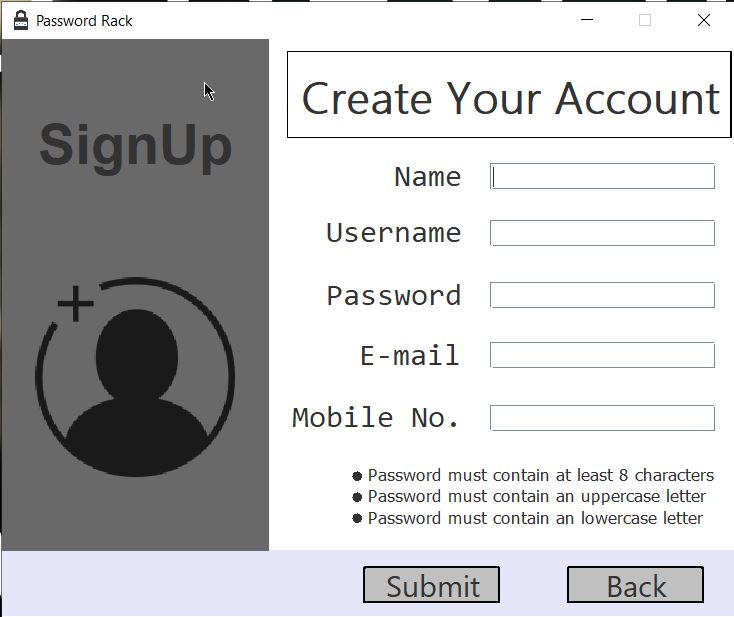 Password Rack
SignUp
Create Your Account
Name
Username
Password
E-mail
Mobile No.
● Password must contain at least 8 characters
● Password must contain an uppercase letter
● Password must contain an lowercase letter
Submit Back